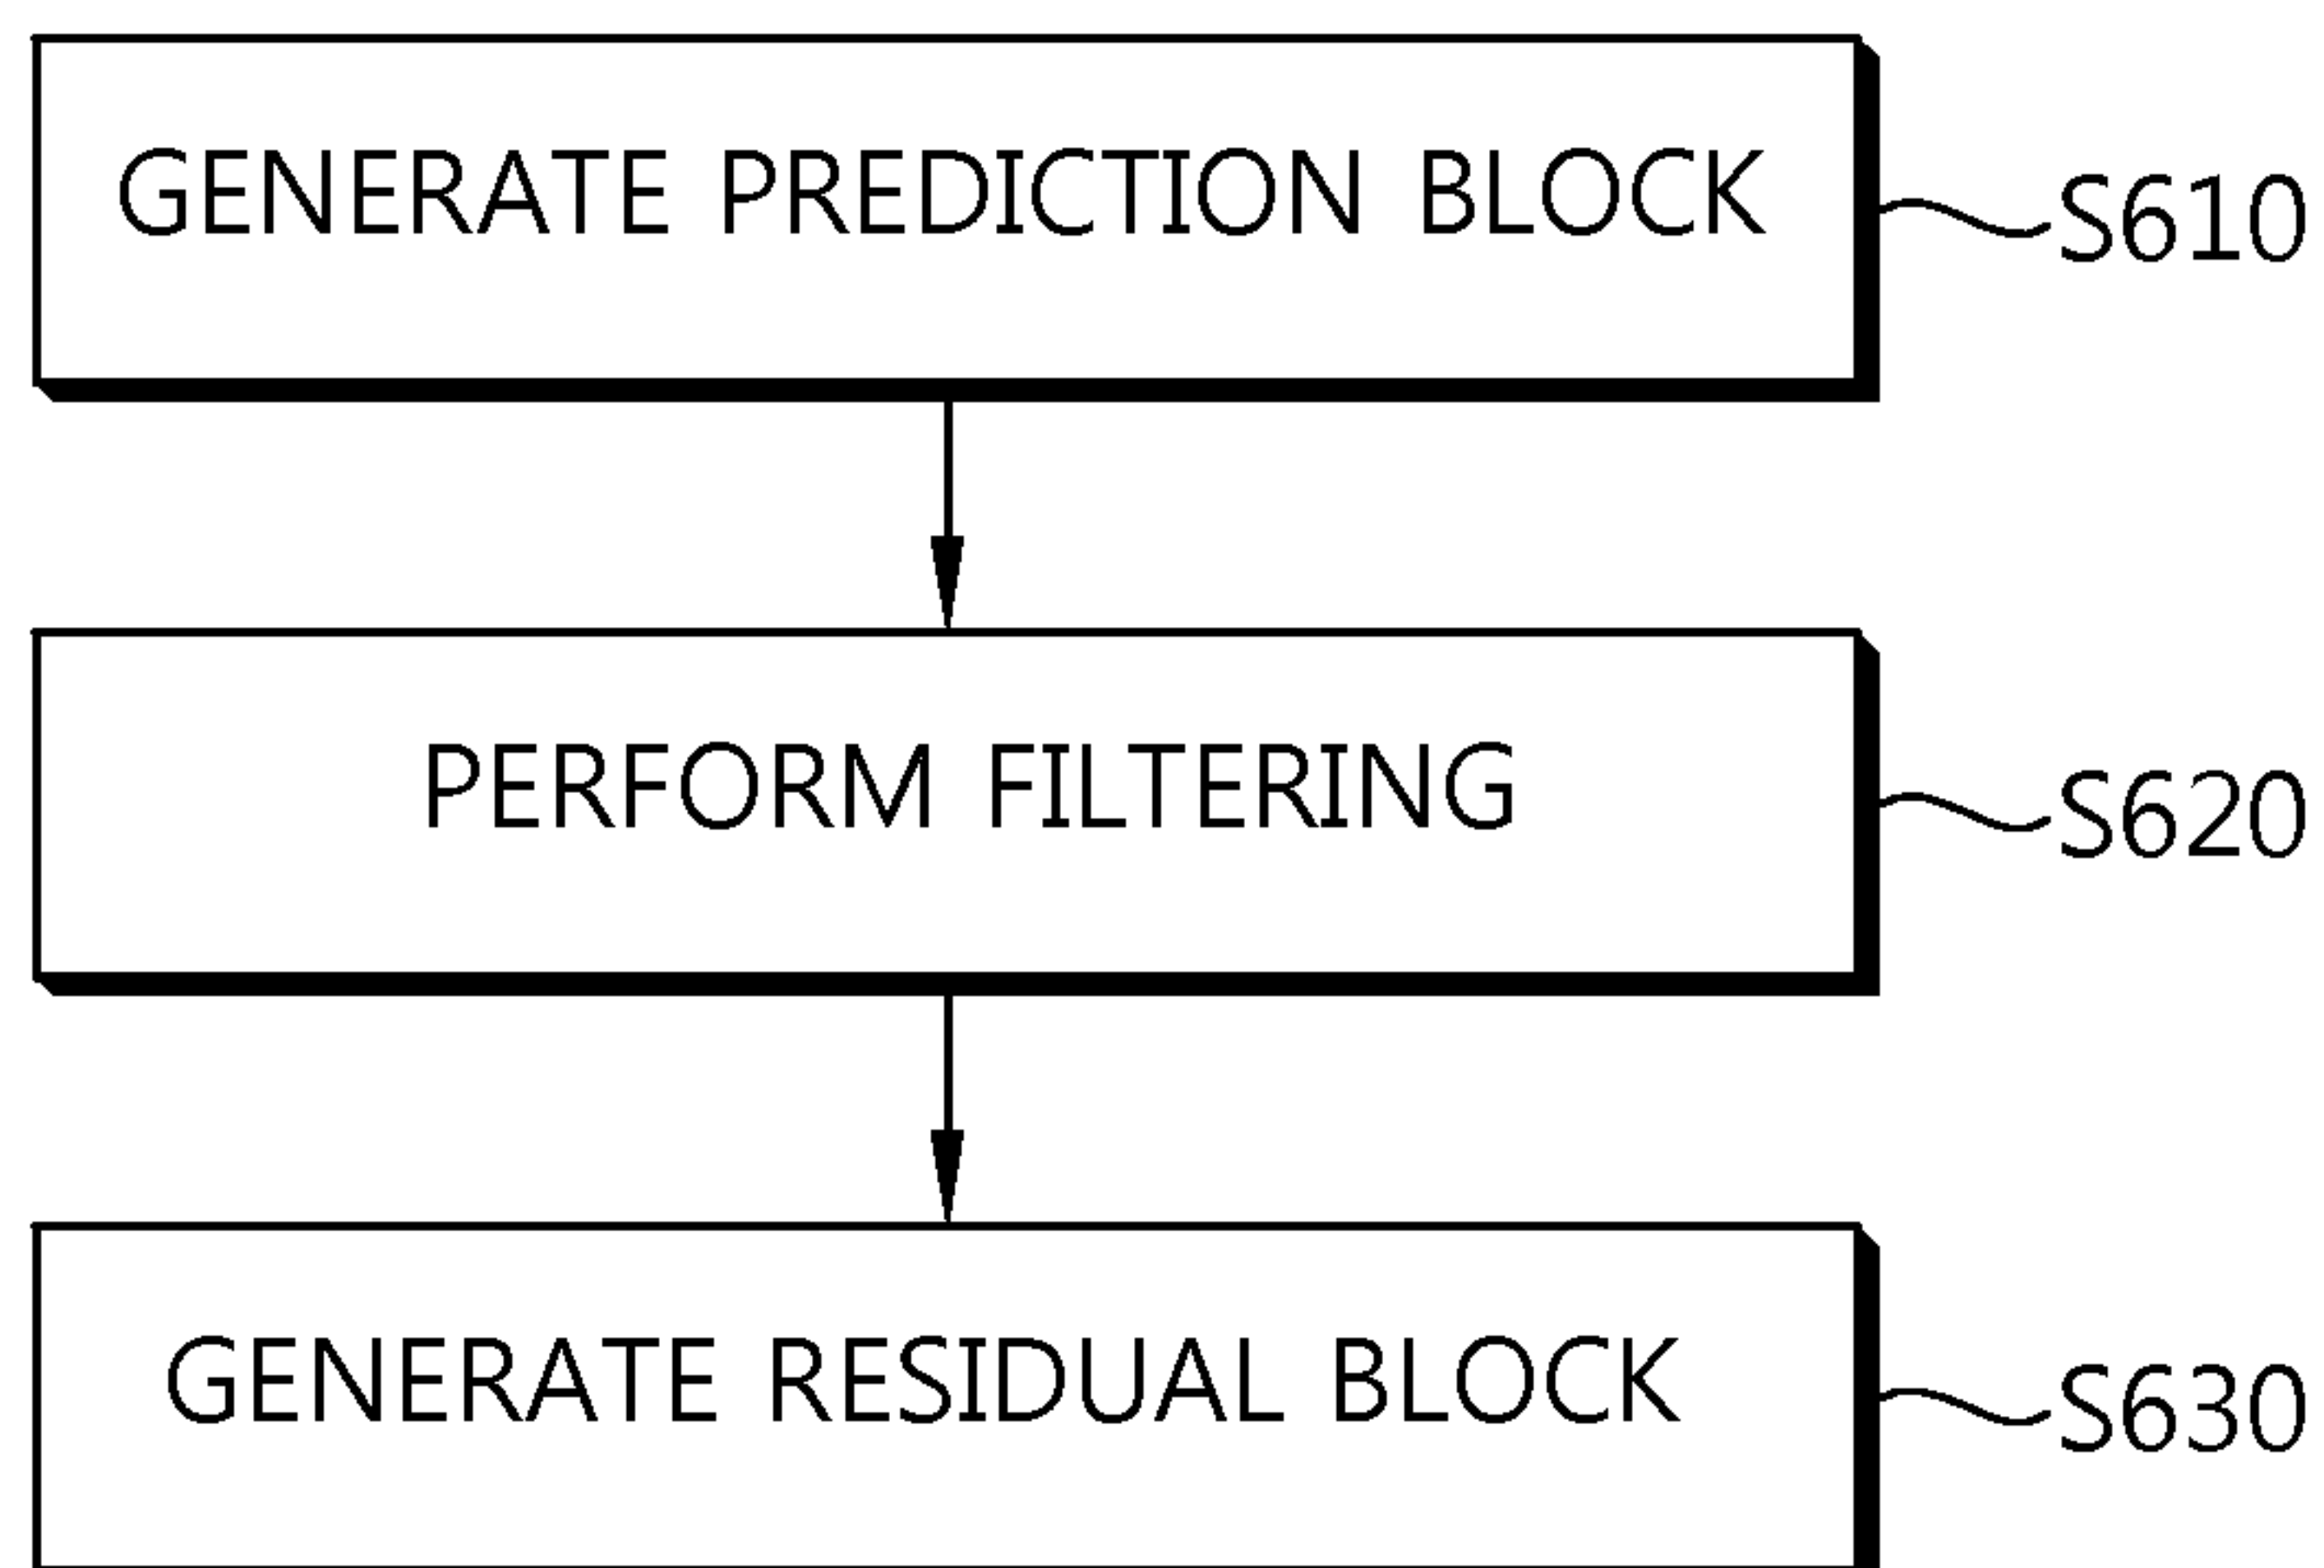 GENERATE PREDICTION BLOCK
S610
PERFORM FILTERING
S620
GENERATE RESIDUAL BLOCK
S630